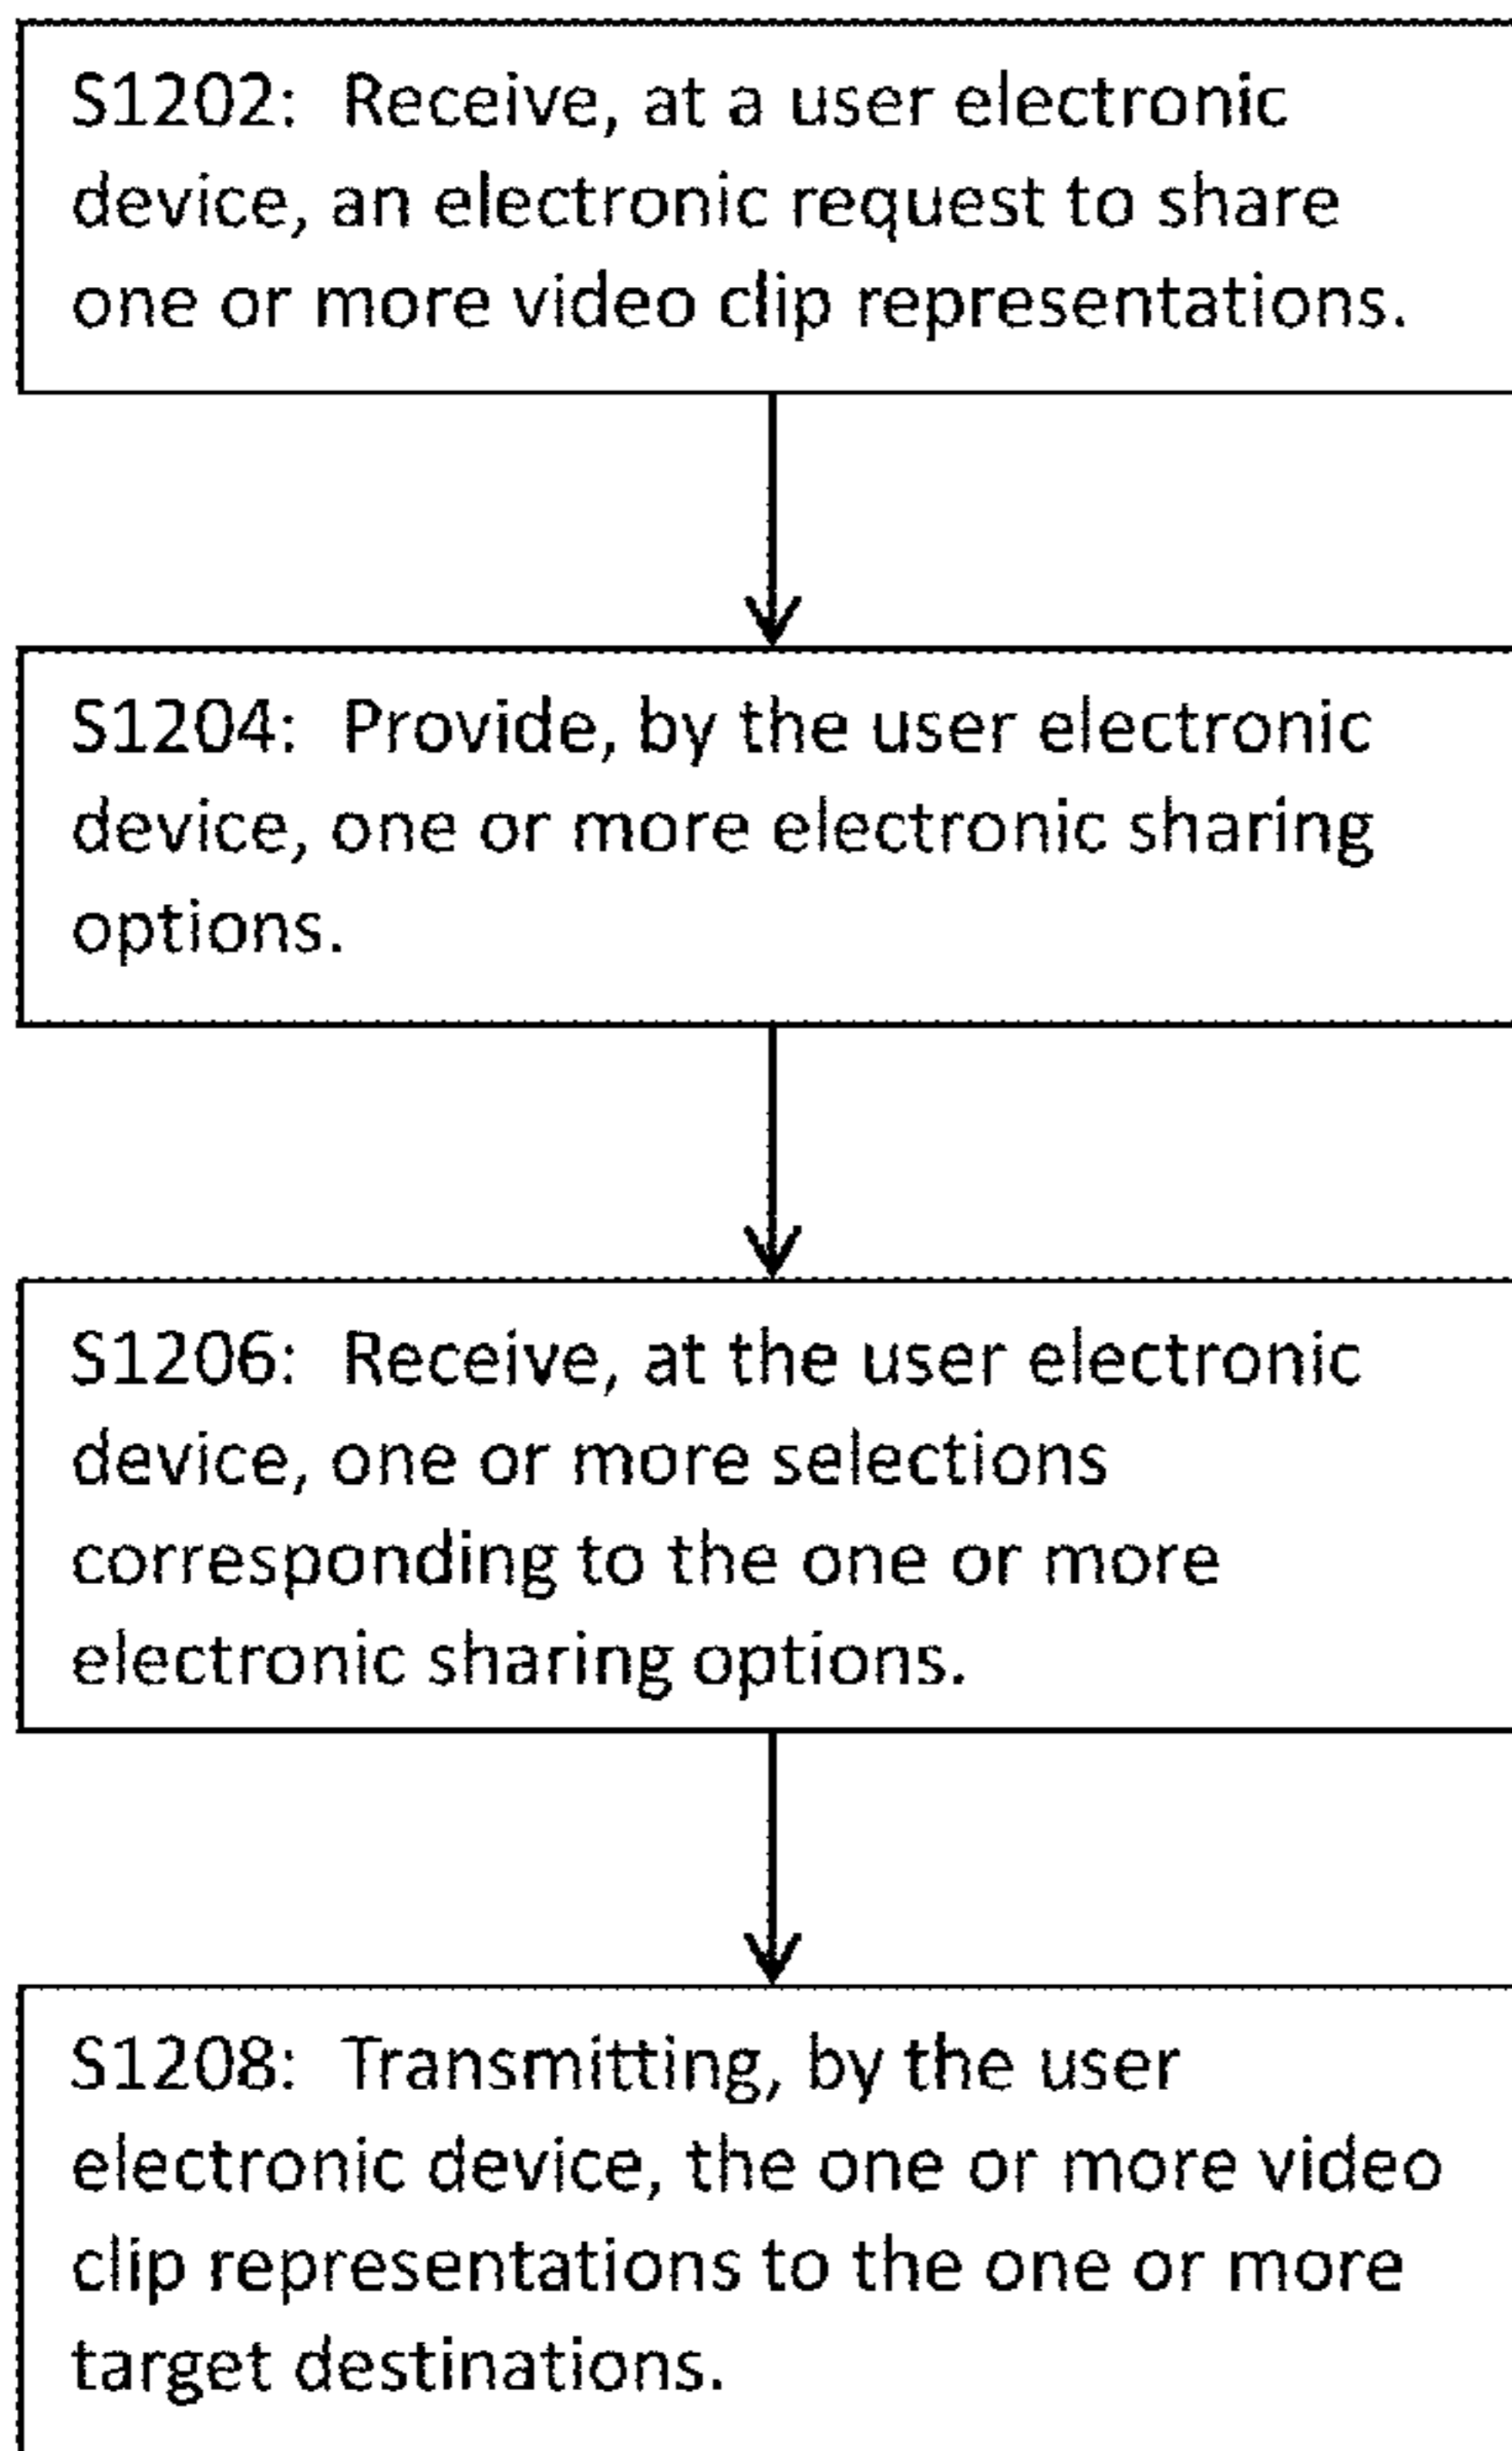 S1202: Receive, at a user electronic
device, an electronic request to share
one or more video clip representations.
S1204: Provide, by the user electronic
device, one or more electronic sharing
options.
S1206: Receive, at the user electronic
device, one or more selections
corresponding to the one or more
electronic sharing options.
S1208: Transmitting, by the user
electronic device, the one or more video
clip representations to the one or more
target destinations.